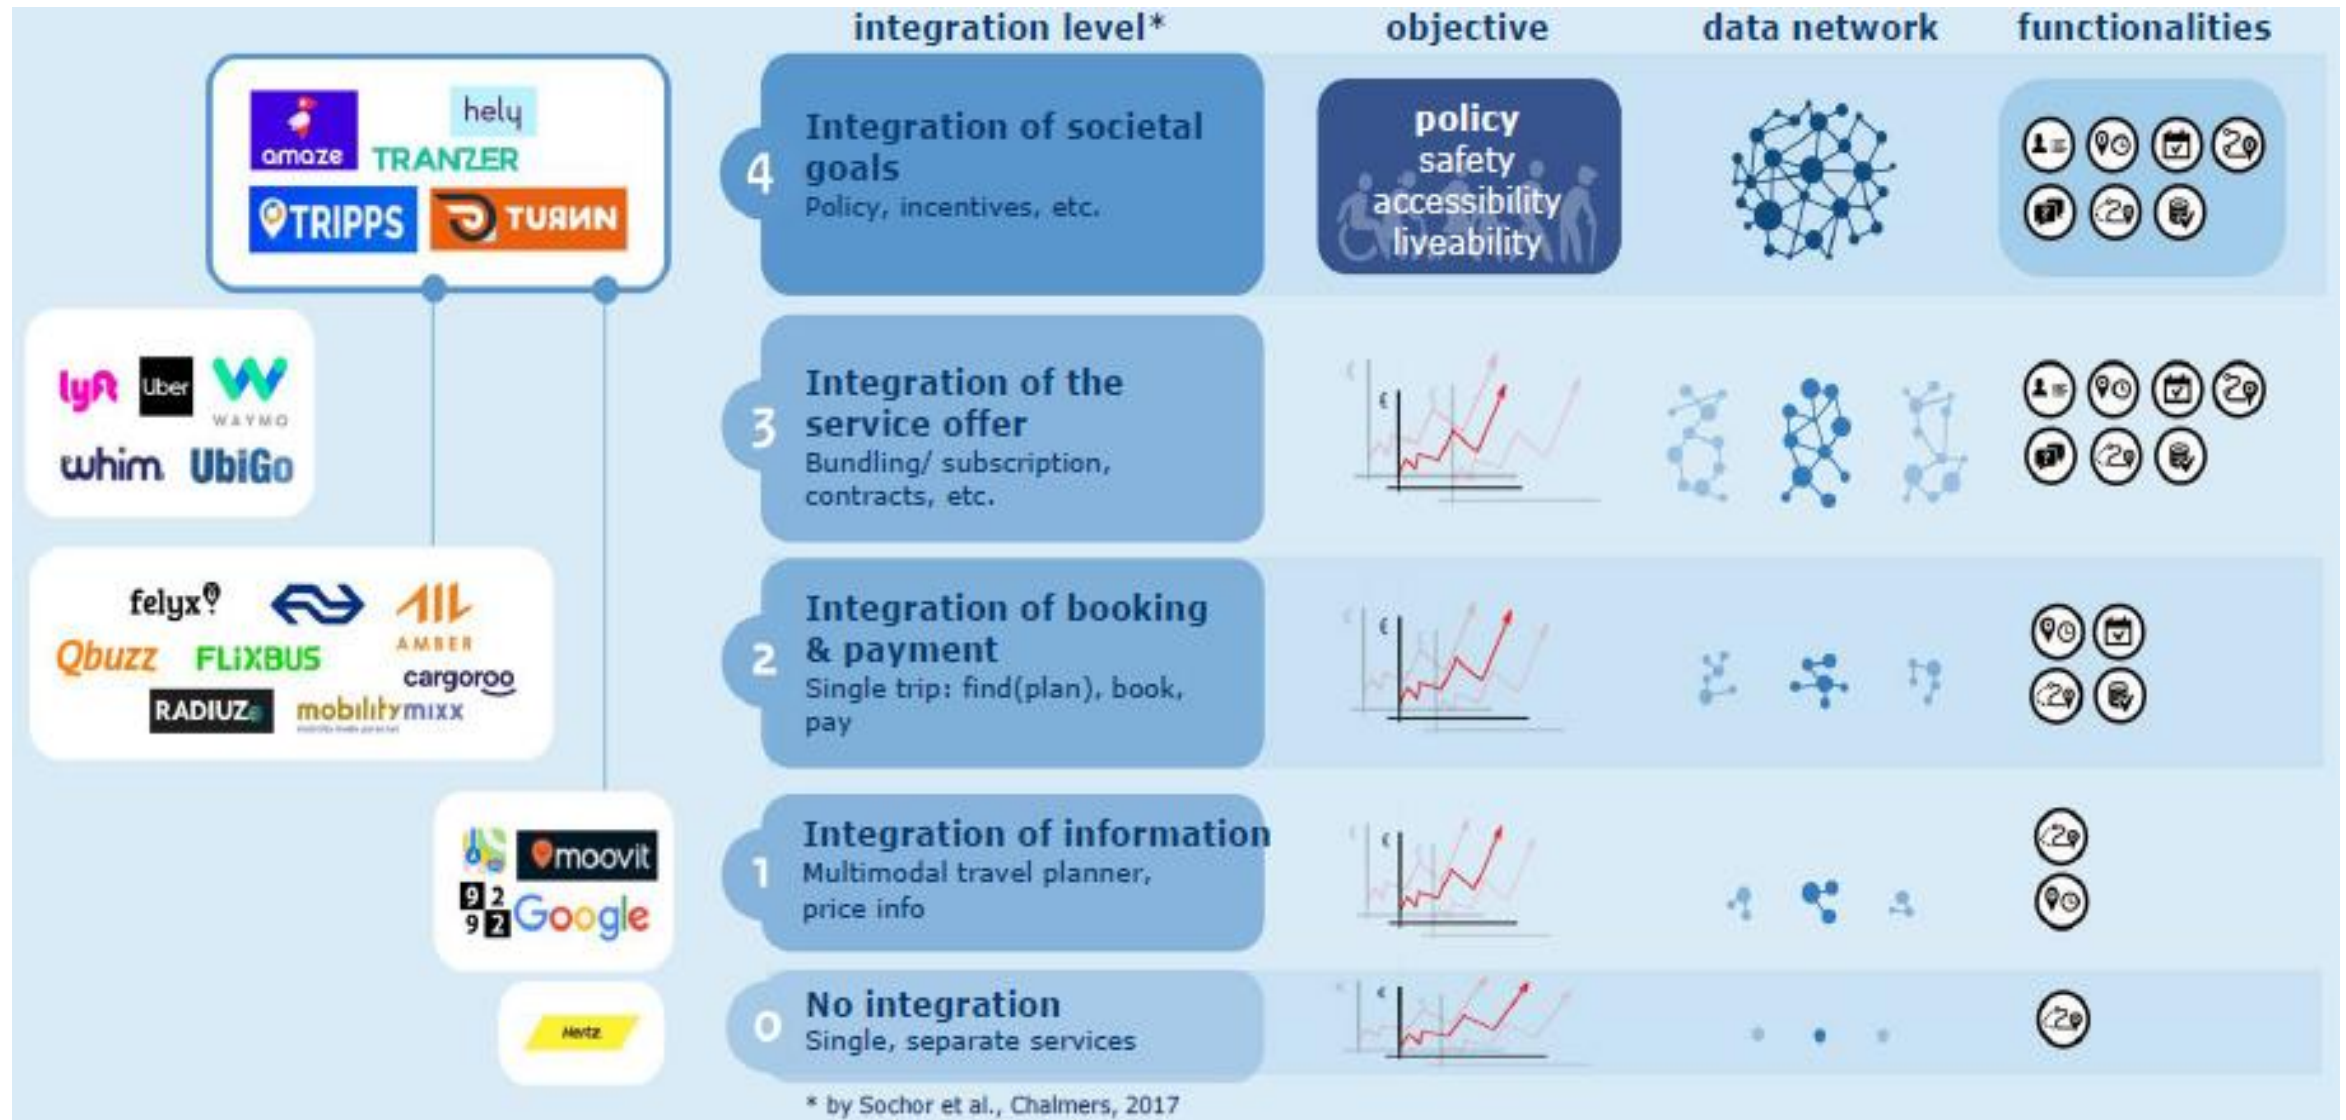 integration level*
objective
data network
functionalities
amaze
hely
TRANZER
TRIPPS
TURNN
4
Integration of societal
goals
Policy, incentives, etc.
policy
safety
accessibility
liveability
lyft
Uber
WAYMO
whim
UbiGo
3
Integration of the
service offer
Bundling/ subscription,
contracts, etc.
€
felyx
AMBER
Qbuzz
FLiXBUS
cargoroo
RADIUZ
mobilitymixx
2
Integration of booking
& payment
Single trip: find(plan), book,
pay
€
moovit
9 2
9 2
Google
1
Integration of information
Multimodal travel planner,
price info
€
Hertz
0
No integration
Single, separate services
€
* by Sochor et al., Chalmers, 2017